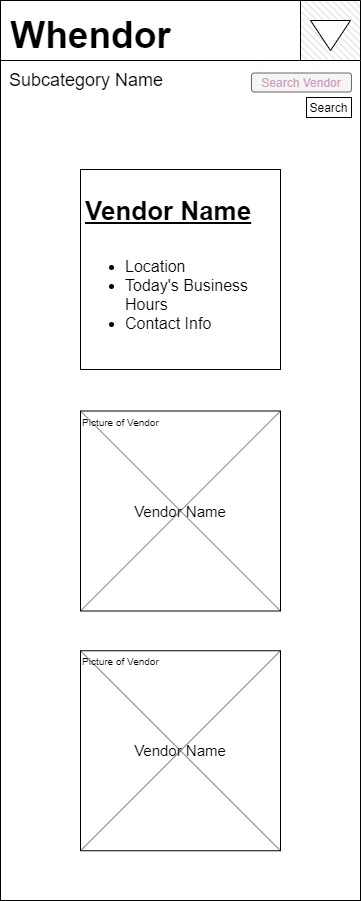 Whendor
Subcategory Name
Search Vendor
Search
Vendor Name
Location
Today's Business
Hours
Contact Info
Picture of Vendor
Vendor Name
Picture of Vendor
Vendor Name